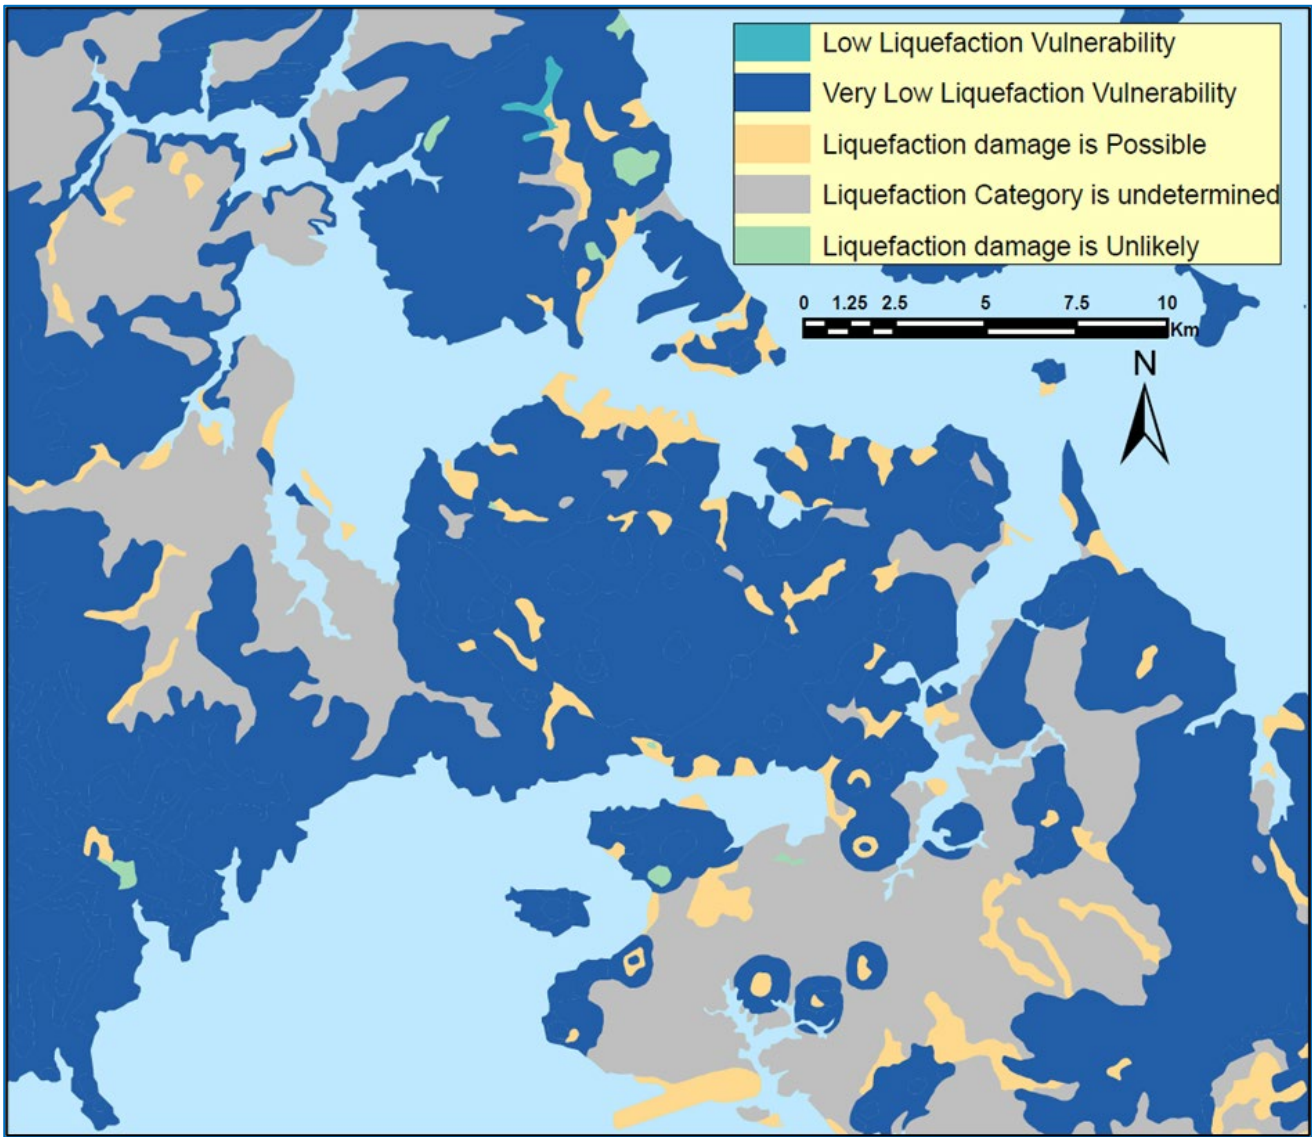 Low Liquefaction Vulnerability
Very Low Liquefaction Vulnerability
Liquefaction damage is Possible
Liquefaction Category is undetermined
Liquefaction damage is Unlikely
0 1.25 2.5 5 7.5 10
Km
N